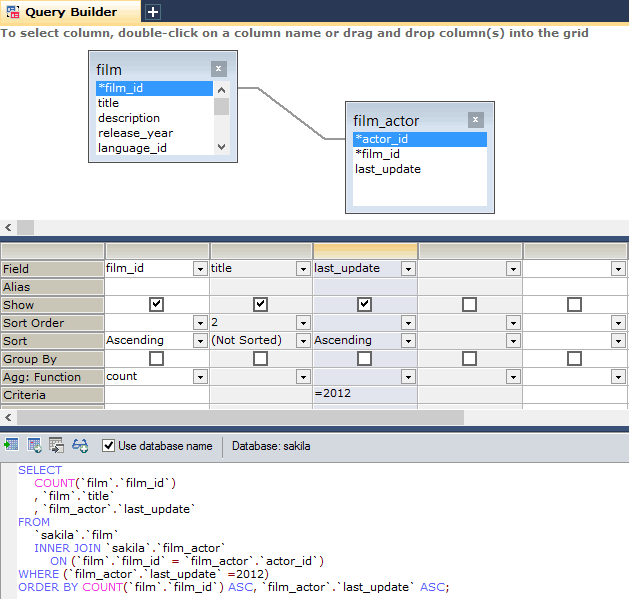 Query Builder
To select column, double-click on a column name or drag and drop column(s) into the grid
film
*film_id
title
description
release_year
language_id
film_actor
*actor_id
*film_id
last_update
Field film_id title last_update
Alias
Show
Sort Order 2
Sort Ascending (Not Sorted) Ascending
Group By
Agg: Function count
Criteria =2012
Use database name Database: sakila
SELECT
COUNT(`film`.`film_id`)
, `film`.`title`
, `film_actor`.`last_update`
FROM
`sakila`.`film`
INNER JOIN `sakila`.`film_actor`
ON (`film`.`film_id` = `film_actor`.`actor_id`)
WHERE (`film_actor`.`last_update` =2012)
ORDER BY COUNT(`film`.`film_id`) ASC, `film_actor`.`last_update` ASC;